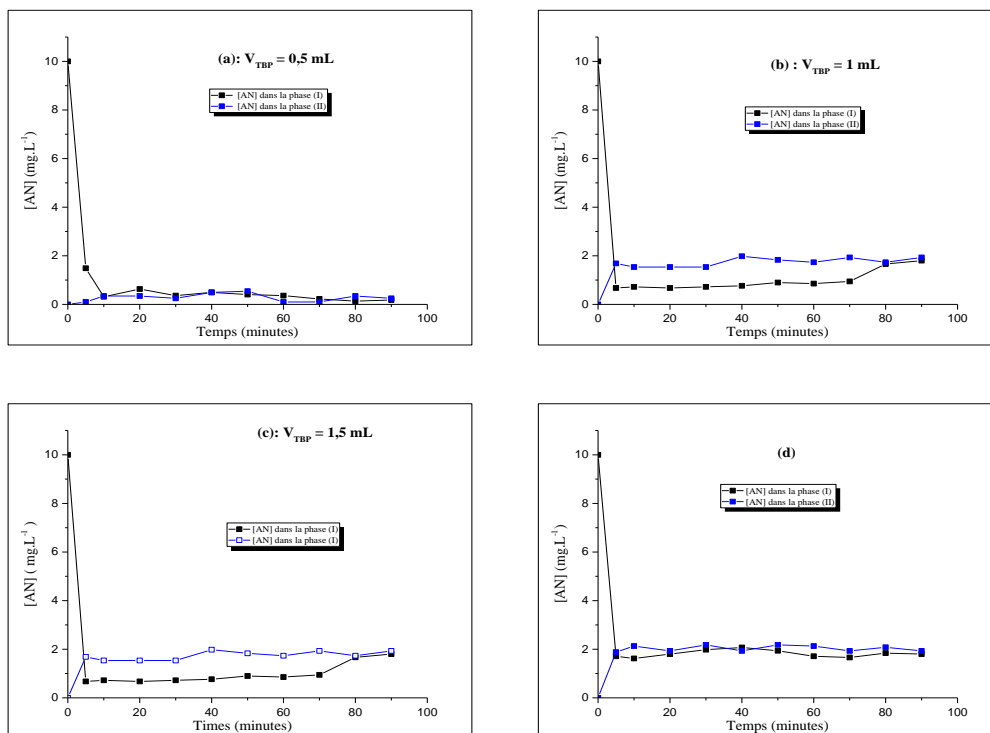 (a): V_TBP = 0,5 mL
[AN] dans la phase (I)
[AN] dans la phase (II)
[AN] (mg.L⁻¹)
10
8
6
4
2
0
0 20 40 60 80 100
Temps (minutes)
(b) : V_TBP = 1 mL
[AN] dans la phase (I)
[AN] dans la phase (II)
[AN] (mg.L⁻¹)
10
8
6
4
2
0
0 20 40 60 80 100
Temps (minutes)
(c): V_TBP = 1,5 mL
[AN] dans la phase (I)
[AN] dans la phase (I)
[AN] ( mg.L⁻¹ )
10
8
6
4
2
0
0 20 40 60 80 100
Times (minutes)
(d)
[AN] dans la phase (I)
[AN] dans la phase (II)
[AN] (mg.L⁻¹)
10
8
6
4
2
0
0 20 40 60 80 100
Temps (minutes)